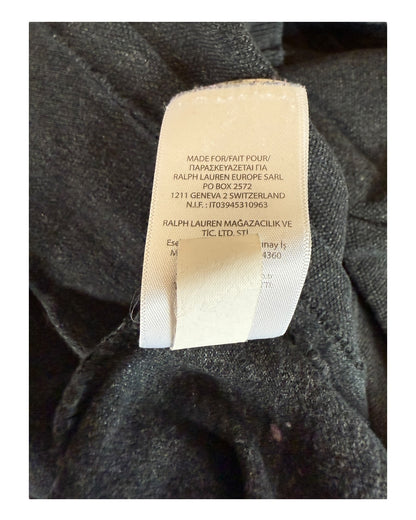 MADE FOR/FAIT POUR/
ΠΑΡΑΣΚΕΥΑΖΕΤΑΙ ΓΙΑ
RALPH LAUREN EUROPE SARL
PO BOX 2572
1211 GENEVA 2 SWITZERLAND
N.I.F. : IT03945310963
RALPH LAUREN MAĞAZACILIK VE
TİC. LTD. ŞTİ
4360